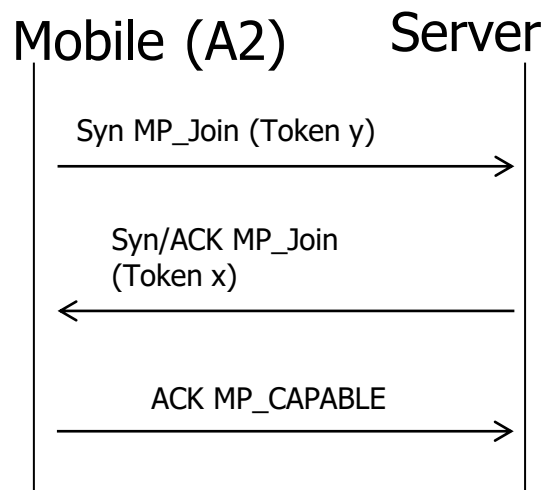 Mobile (A2)
Server
Syn MP_Join (Token y)
Syn/ACK MP_Join
(Token x)
ACK MP_CAPABLE